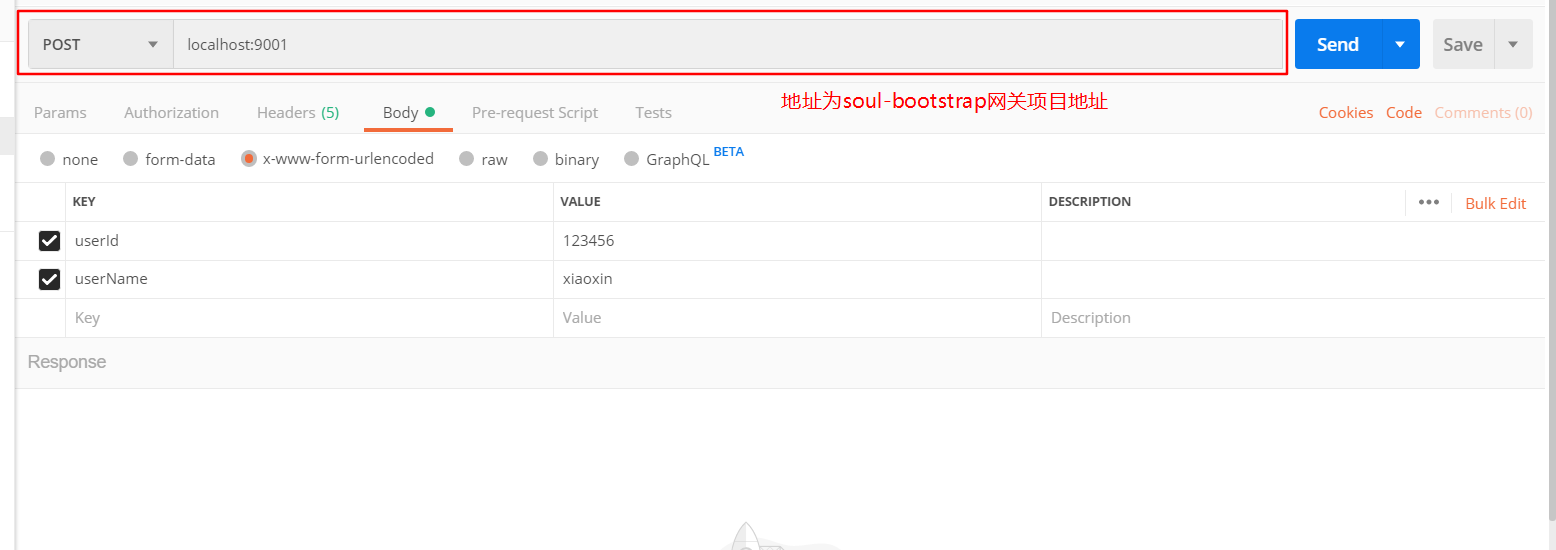 POST localhost:9001 Send Save
Params Authorization Headers (5) Body Pre-request Script Tests Cookies Code Comments (0)
地址为soul-bootstrap网关项目地址
none form-data x-www-form-urlencoded raw binary GraphQL BETA
KEY VALUE DESCRIPTION ••• Bulk Edit
userId 123456
userName xiaoxin
Key Value Description
Response